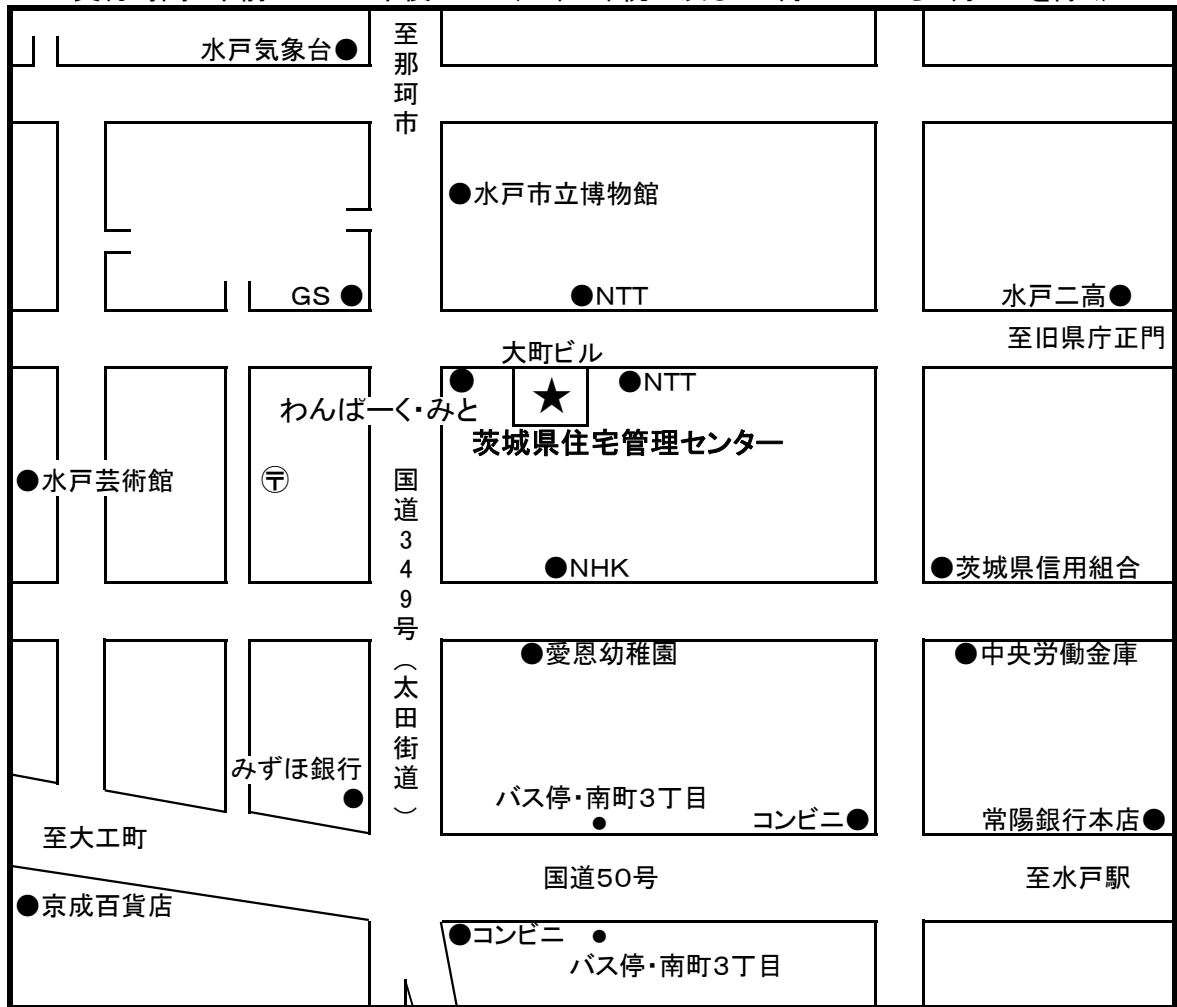 水戸気象台●
至那珂市
●水戸市立博物館
GS ●
●NTT
水戸二高●
至旧県庁正門
大町ビル
★
●NTT
わんぱーく・みと
茨城県住宅管理センター
●水戸芸術館
〒
国道349号(太田街道)
●NHK
●茨城県信用組合
●愛恩幼稚園
●中央労働金庫
みずほ銀行
バス停・南町3丁目
コンビニ●
常陽銀行本店●
至大工町
国道50号
至水戸駅
●京成百貨店
●コンビニ
バス停・南町3丁目